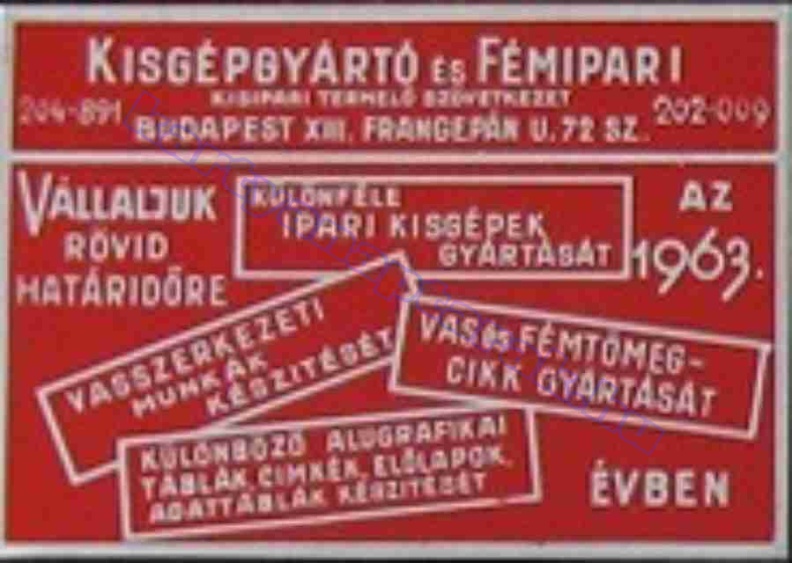 KISGÉPGYÁRTÓ ÉS FÉMIPARI
KISIPARI TERMELŐ SZÖVETKEZET
204-891 202-009
BUDAPEST XIII. FRANGEPÁN U. 72 SZ.
VÁLLALJUK
RÖVID
HATÁRIDŐRE
KÜLÖNFÉLE
IPARI KISGÉPEK
GYÁRTÁSÁT
AZ
1963.
VASSZERKEZETI
MUNKÁK
KÉSZITÉSÉT
VAS és FÉMTÖMEG-
CIKK GYÁRTÁSÁT
KÜLÖNBÖZŐ ALUGRAFIKAI
TÁBLÁK, CIMKÉK, ELŐLAPOK,
ADATTÁBLÁK KÉSZITÉSÉT
ÉVBEN